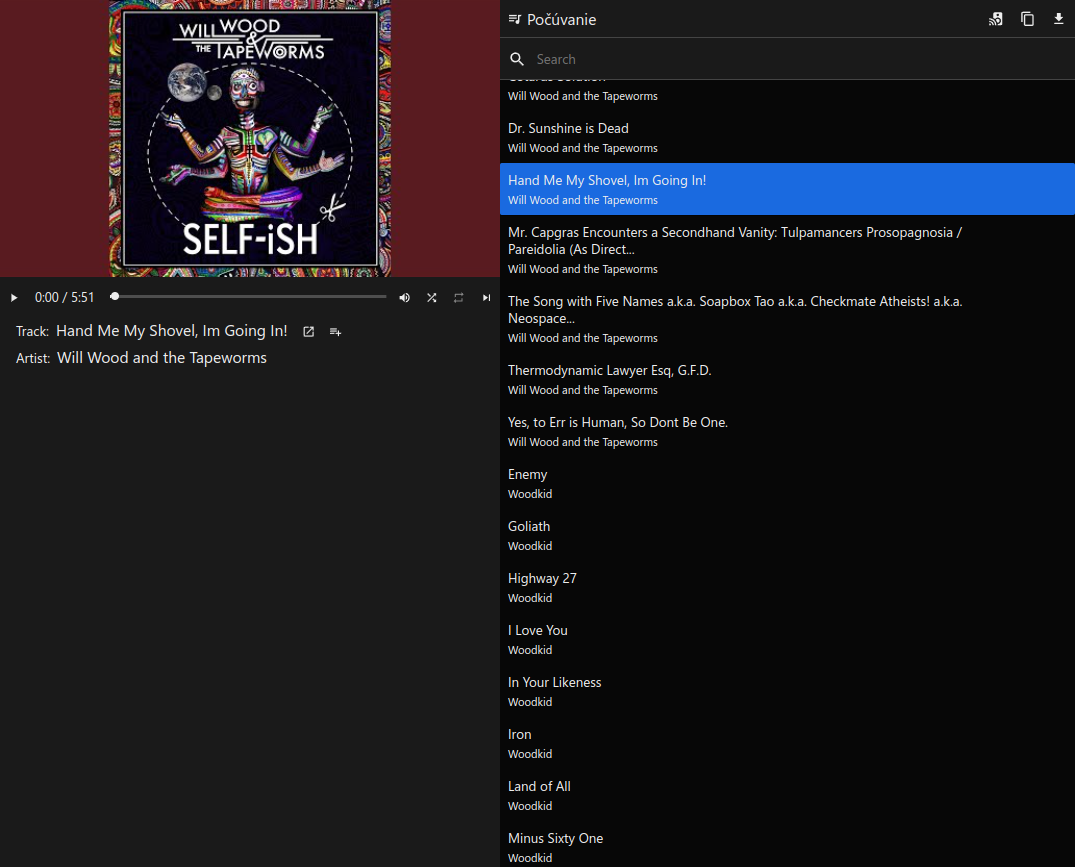 WILL WOOD
&
THE TAPEWORMS
SELF-iSH
0:00 / 5:51
Track: Hand Me My Shovel, Im Going In!
Artist: Will Wood and the Tapeworms
Počúvanie
Search
Cotards Solution
Will Wood and the Tapeworms
Dr. Sunshine is Dead
Will Wood and the Tapeworms
Hand Me My Shovel, Im Going In!
Will Wood and the Tapeworms
Mr. Capgras Encounters a Secondhand Vanity: Tulpamancers Prosopagnosia /
Pareidolia (As Direct...
Will Wood and the Tapeworms
The Song with Five Names a.k.a. Soapbox Tao a.k.a. Checkmate Atheists! a.k.a.
Neospace...
Will Wood and the Tapeworms
Thermodynamic Lawyer Esq, G.F.D.
Will Wood and the Tapeworms
Yes, to Err is Human, So Dont Be One.
Will Wood and the Tapeworms
Enemy
Woodkid
Goliath
Woodkid
Highway 27
Woodkid
I Love You
Woodkid
In Your Likeness
Woodkid
Iron
Woodkid
Land of All
Woodkid
Minus Sixty One
Woodkid